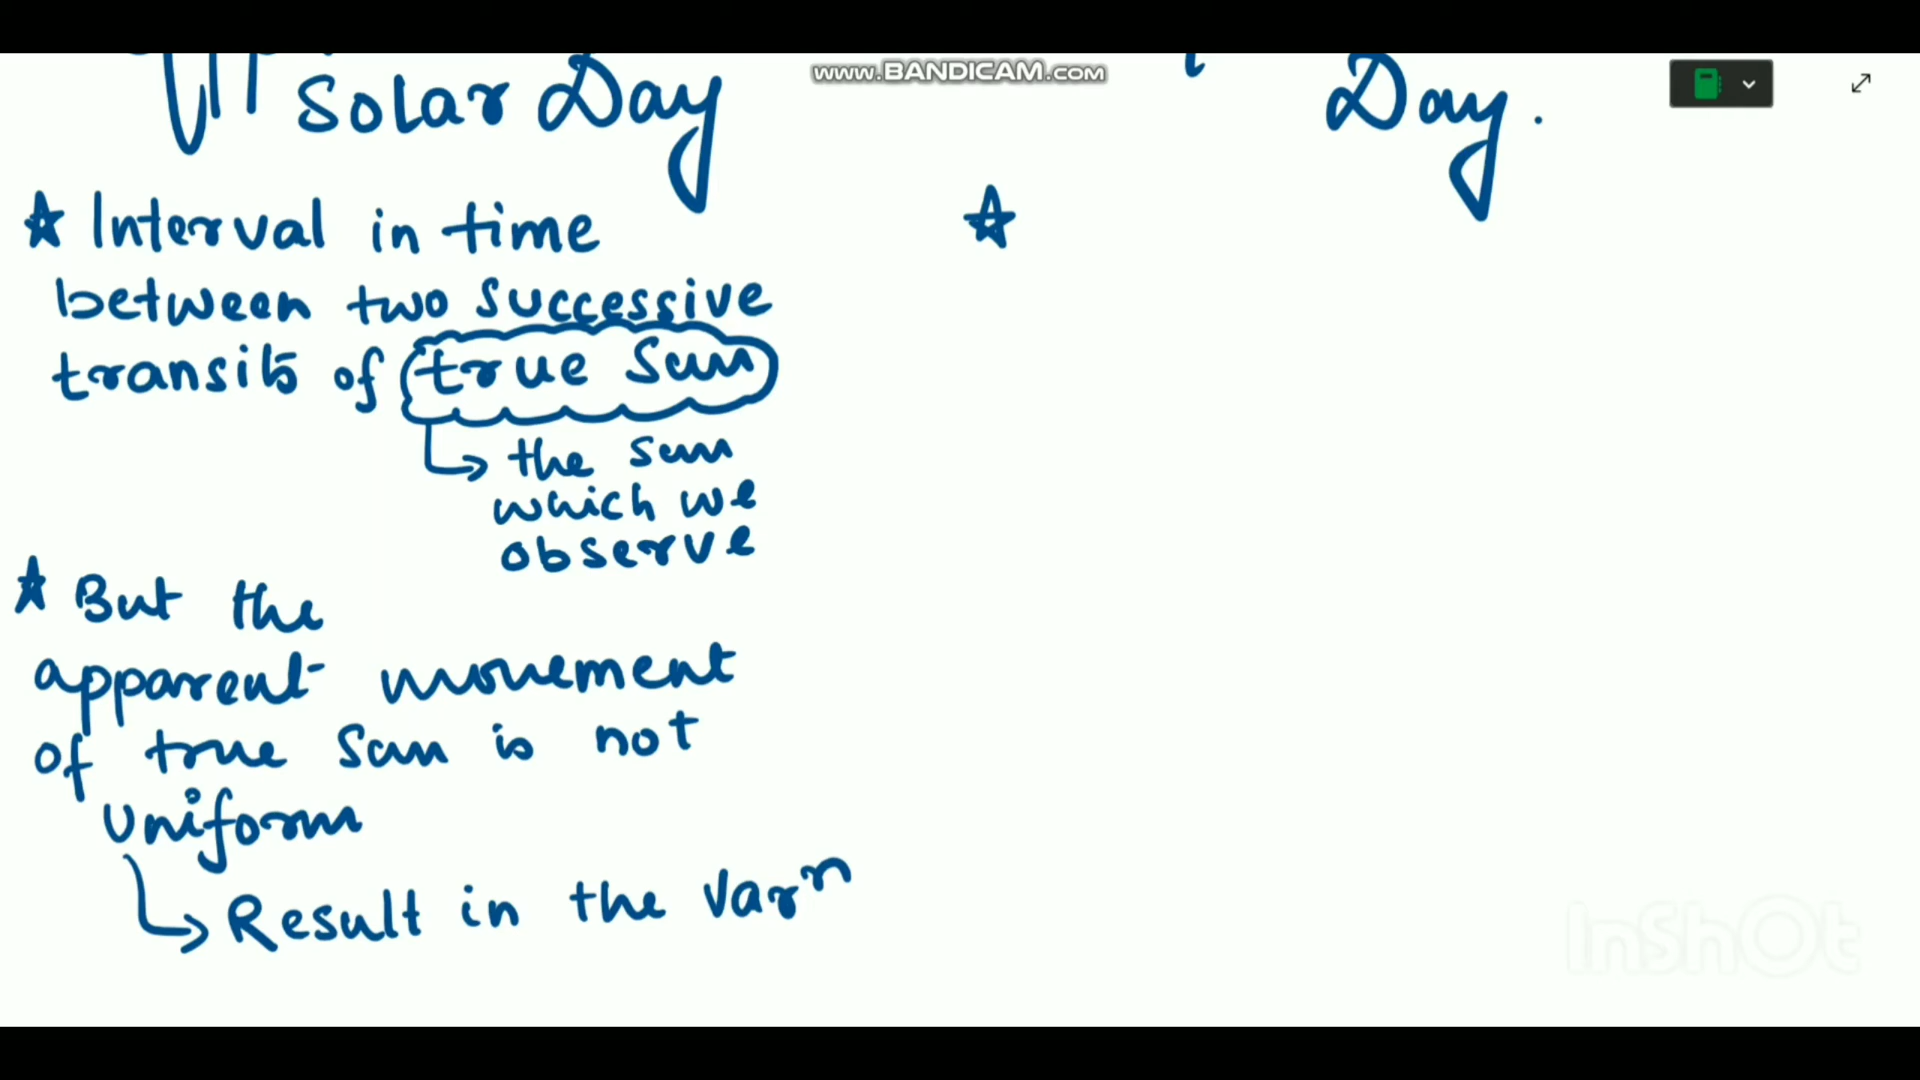 www.BANDICAM.com
Solar Day
Day.
★ Interval in time
between two successive
transits of true Sun
↳ the sun
which we
observe
★ But the
apparent movement
of true Sun is not
uniform
↳ Result in the Varⁿ
☆
InShOt